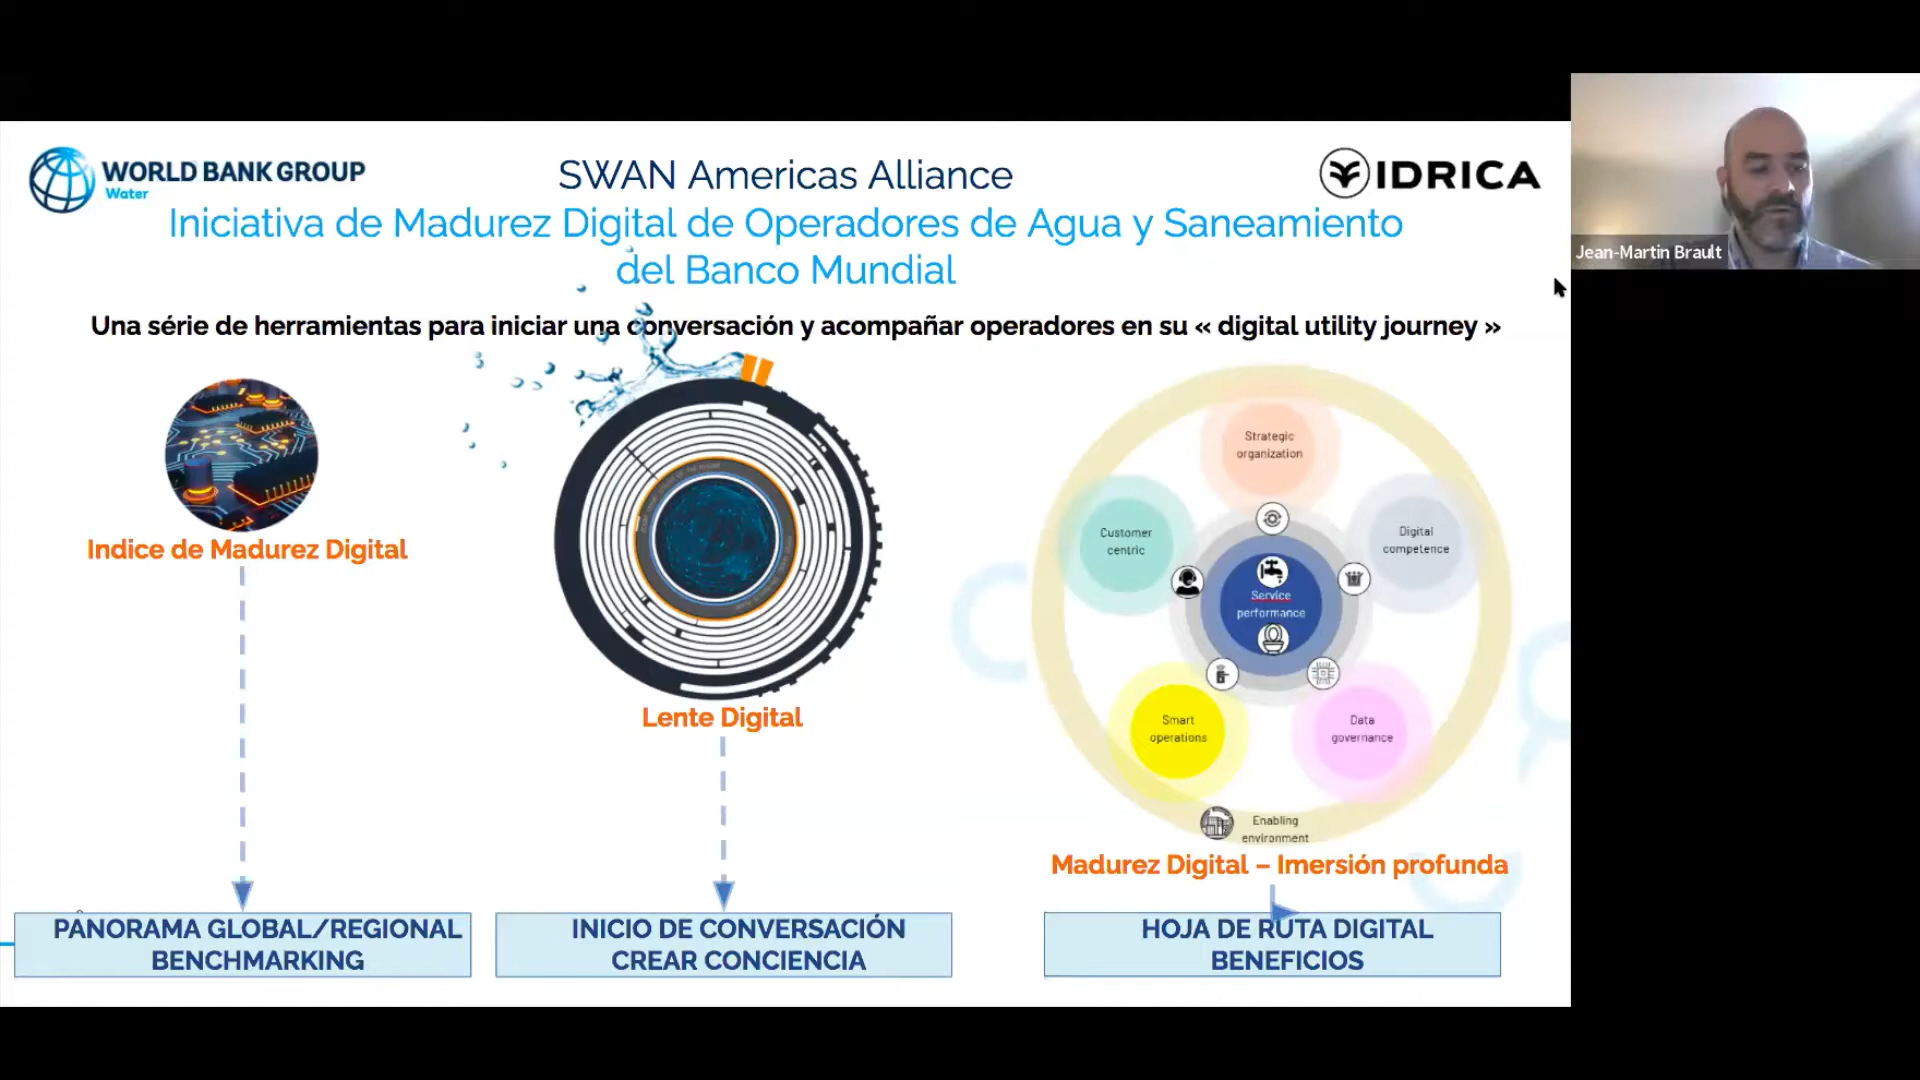 WORLD BANK GROUP
Water
SWAN Americas Alliance
IDRICA
Iniciativa de Madurez Digital de Operadores de Agua y Saneamiento
del Banco Mundial
Jean-Martin Brault
Una série de herramientas para iniciar una conversación y acompañar operadores en su « digital utility journey »
Indice de Madurez Digital
Lente Digital
Strategic
organization
Customer
centric
Digital
competence
Service
performance
Smart
operations
Data
governance
Enabling
environment
Madurez Digital – Imersión profunda
PANORAMA GLOBAL/REGIONAL
BENCHMARKING
INICIO DE CONVERSACIÓN
CREAR CONCIENCIA
HOJA DE RUTA DIGITAL
BENEFICIOS